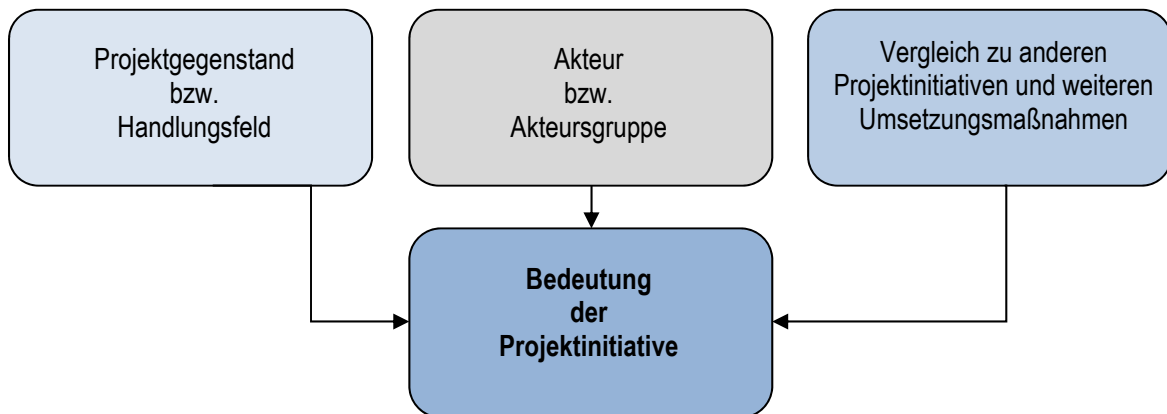 Projektgegenstand
bzw.
Handlungsfeld
Akteur
bzw.
Akteursgruppe
Vergleich zu anderen
Projektinitiativen und weiteren
Umsetzungsmaßnahmen
Bedeutung
der
Projektinitiative